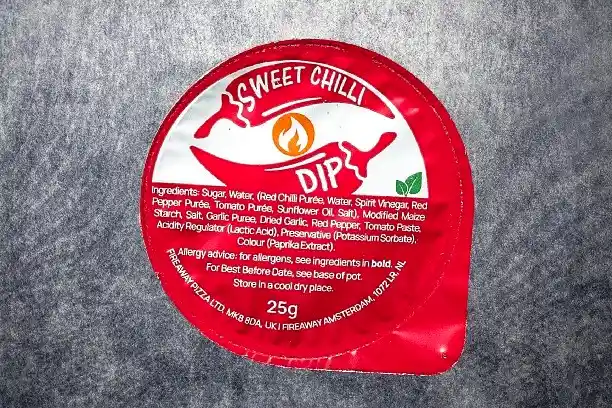 SWEET CHILLI
DIP
Ingredients: Sugar, Water, (Red Chilli Purée, Water, Spirit Vinegar, Red
Pepper Purée, Tomato Purée, Sunflower Oil, Salt), Modified Maize
Starch, Salt, Garlic Puree, Dried Garlic, Red Pepper, Tomato Paste,
Acidity Regulator (Lactic Acid), Preservative (Potassium Sorbate),
Colour (Paprika Extract).
Allergy advice: for allergens, see ingredients in bold.
For Best Before Date, see base of pot.
Store in a cool dry place.
25g
FIREAWAY PIZZA LTD, MK8 8DA, UK | FIREAWAY AMSTERDAM, 1072 LR, NL